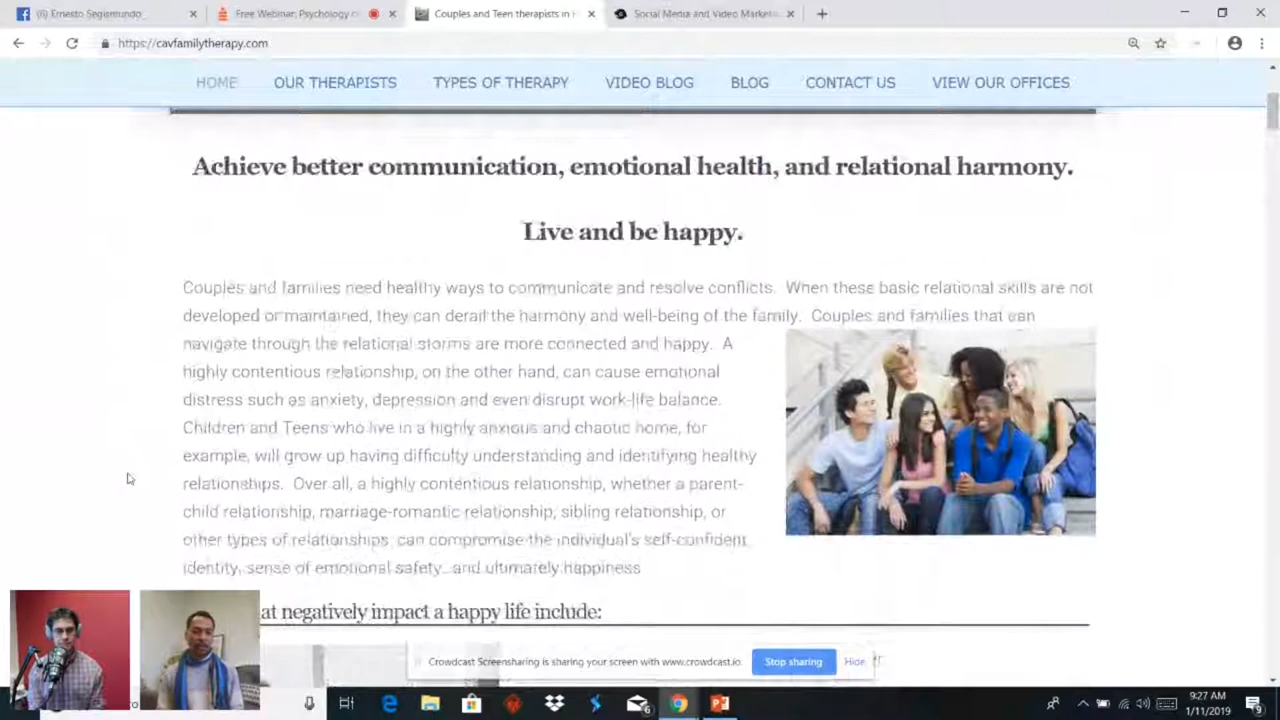 (i) Ernesto Segismundo
Free Webinar: Psychology o
Couples and Teen therapists in
Social Media and Video Market
https://cavfamilytherapy.com
HOME OUR THERAPISTS TYPES OF THERAPY VIDEO BLOG BLOG CONTACT US VIEW OUR OFFICES
Achieve better communication, emotional health, and relational harmony.
Live and be happy.
Couples and families need healthy ways to communicate and resolve conflicts. When these basic relational skills are not
developed or maintained, they can derail the harmony and well-being of the family. Couples and families that can
navigate through the relational storms are more connected and happy. A
highly contentious relationship, on the other hand, can cause emotional
distress such as anxiety, depression and even disrupt work-life balance.
Children and Teens who live in a highly anxious and chaotic home, for
example, will grow up having difficulty understanding and identifying healthy
relationships. Over all, a highly contentious relationship, whether a parent-
child relationship, marriage-romantic relationship, sibling relationship, or
other types of relationships, can compromise the individual's self-confident,
identity, sense of emotional safety, and ultimately happiness
at negatively impact a happy life include:
Crowdcast Screensharing is sharing your screen with www.crowdcast.io.
Stop sharing
Hide
6
9:27 AM
1/11/2019
9